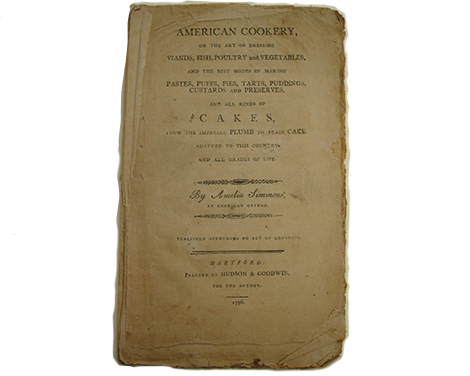 AMERICAN COOKERY,
OR THE ART OF DRESSING
VIANDS, FISH, POULTRY and VEGETABLES,
AND THE BEST MODES OF MAKING
PASTES, PUFFS, PIES, TARTS, PUDDINGS,
CUSTARDS AND PRESERVES,
AND ALL KINDS OF
CAKES,
FROM THE IMPERIAL PLUMB TO PLAIN CAKE.
ADAPTED TO THIS COUNTRY,
AND ALL GRADES OF LIFE.
By Amelia Simmons,
AN AMERICAN ORPHAN.
PUBLISHED ACCORDING TO ACT OF CONGRESS.
HARTFORD:
PRINTED BY HUDSON & GOODWIN,
FOR THE AUTHOR.
1796.